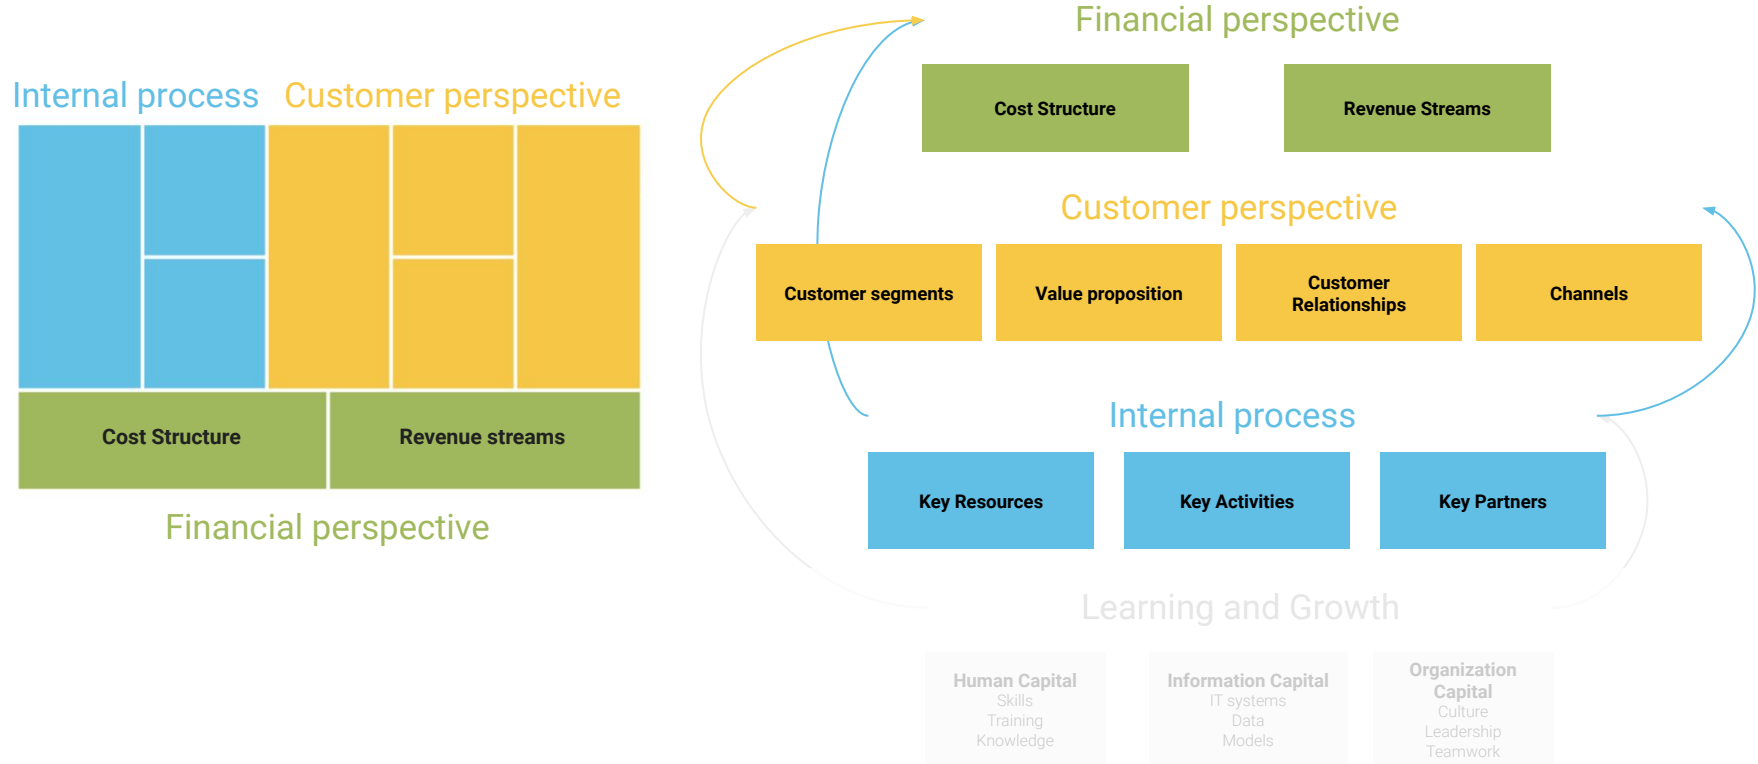 Internal process
Customer perspective
Cost Structure
Revenue streams
Financial perspective
Financial perspective
Cost Structure
Revenue Streams
Customer perspective
Customer segments
Value proposition
Customer
Relationships
Channels
Internal process
Key Resources
Key Activities
Key Partners
Learning and Growth
Human Capital
Skills
Training
Knowledge
Information Capital
IT systems
Data
Models
Organization
Capital
Culture
Leadership
Teamwork